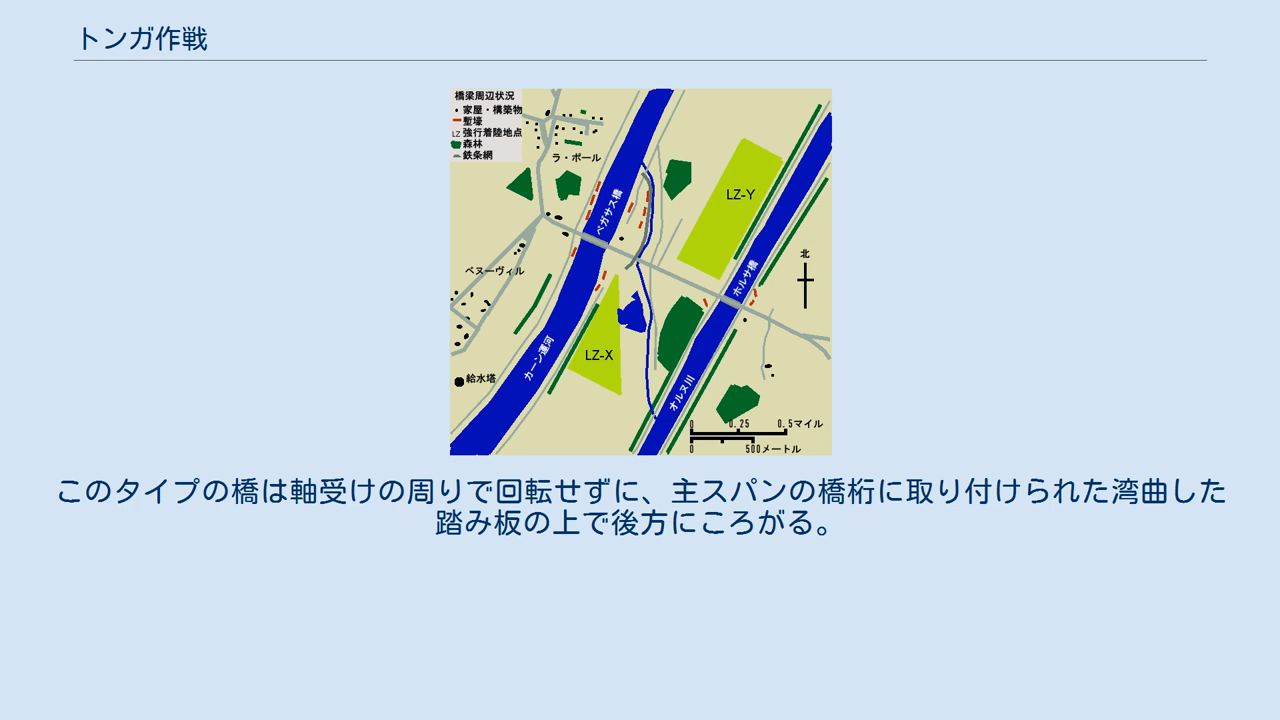 トンガ作戦
橋梁周辺状況
家屋・構築物
塹壕
LZ 強行着陸地点
森林
鉄条網
ラ・ポール
ペガサス橋
LZ-Y
北
ホルサ橋
ベヌーヴィル
カーン運河
LZ-X
給水塔
オルヌ川
0 0.25 0.5マイル
0 500メートル
このタイプの橋は軸受けの周りで回転せずに、主スパンの橋桁に取り付けられた湾曲した
踏み板の上で後方にころがる。